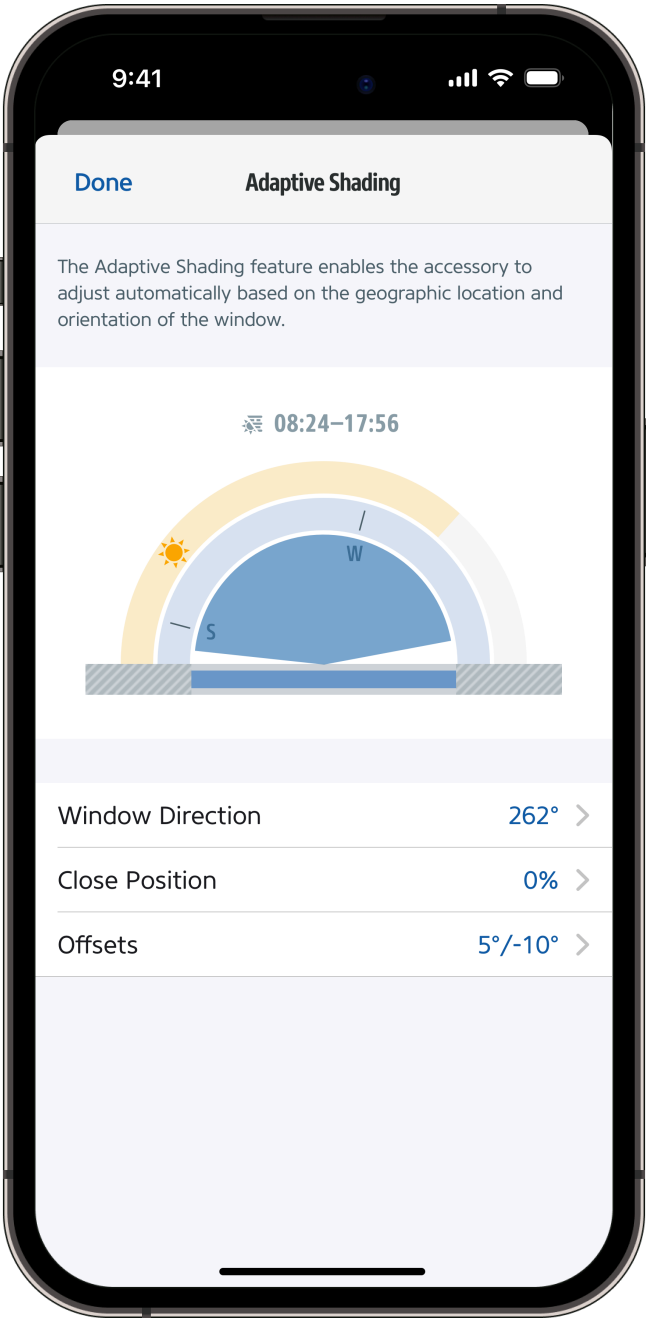 9:41
Done
Adaptive Shading
The Adaptive Shading feature enables the accessory to
adjust automatically based on the geographic location and
orientation of the window.
08:24–17:56
W
S
Window Direction 262°
Close Position 0%
Offsets 5°/-10°